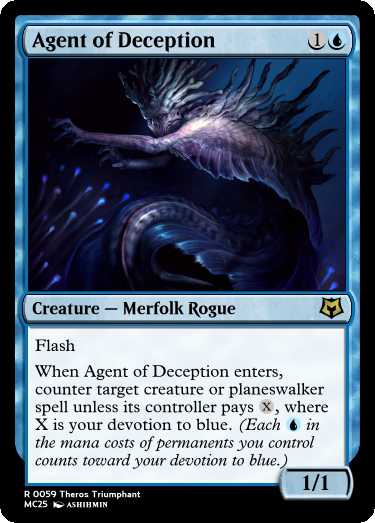 Agent of Deception 1
Creature — Merfolk Rogue
Flash
When Agent of Deception enters,
counter target creature or planeswalker
spell unless its controller pays X, where
X is your devotion to blue. (Each in
the mana costs of permanents you control
counts toward your devotion to blue.)
1/1
R 0059 Theros Triumphant
MC25 ASHIHMIN